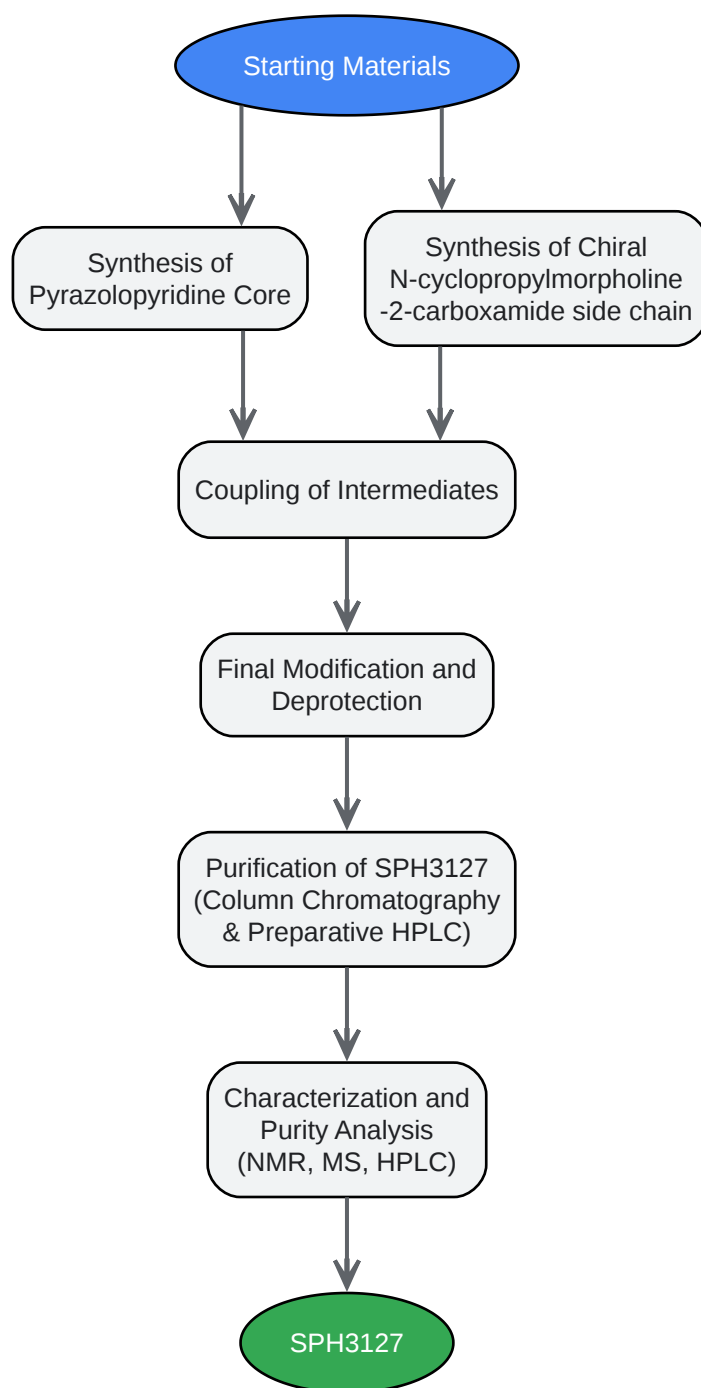 Starting Materials
Synthesis of
Pyrazolopyridine Core
Synthesis of Chiral
N-cyclopropylmorpholine
-2-carboxamide side chain
Coupling of Intermediates
Final Modification and
Deprotection
Purification of SPH3127
(Column Chromatography
& Preparative HPLC)
Characterization and
Purity Analysis
(NMR, MS, HPLC)
SPH3127